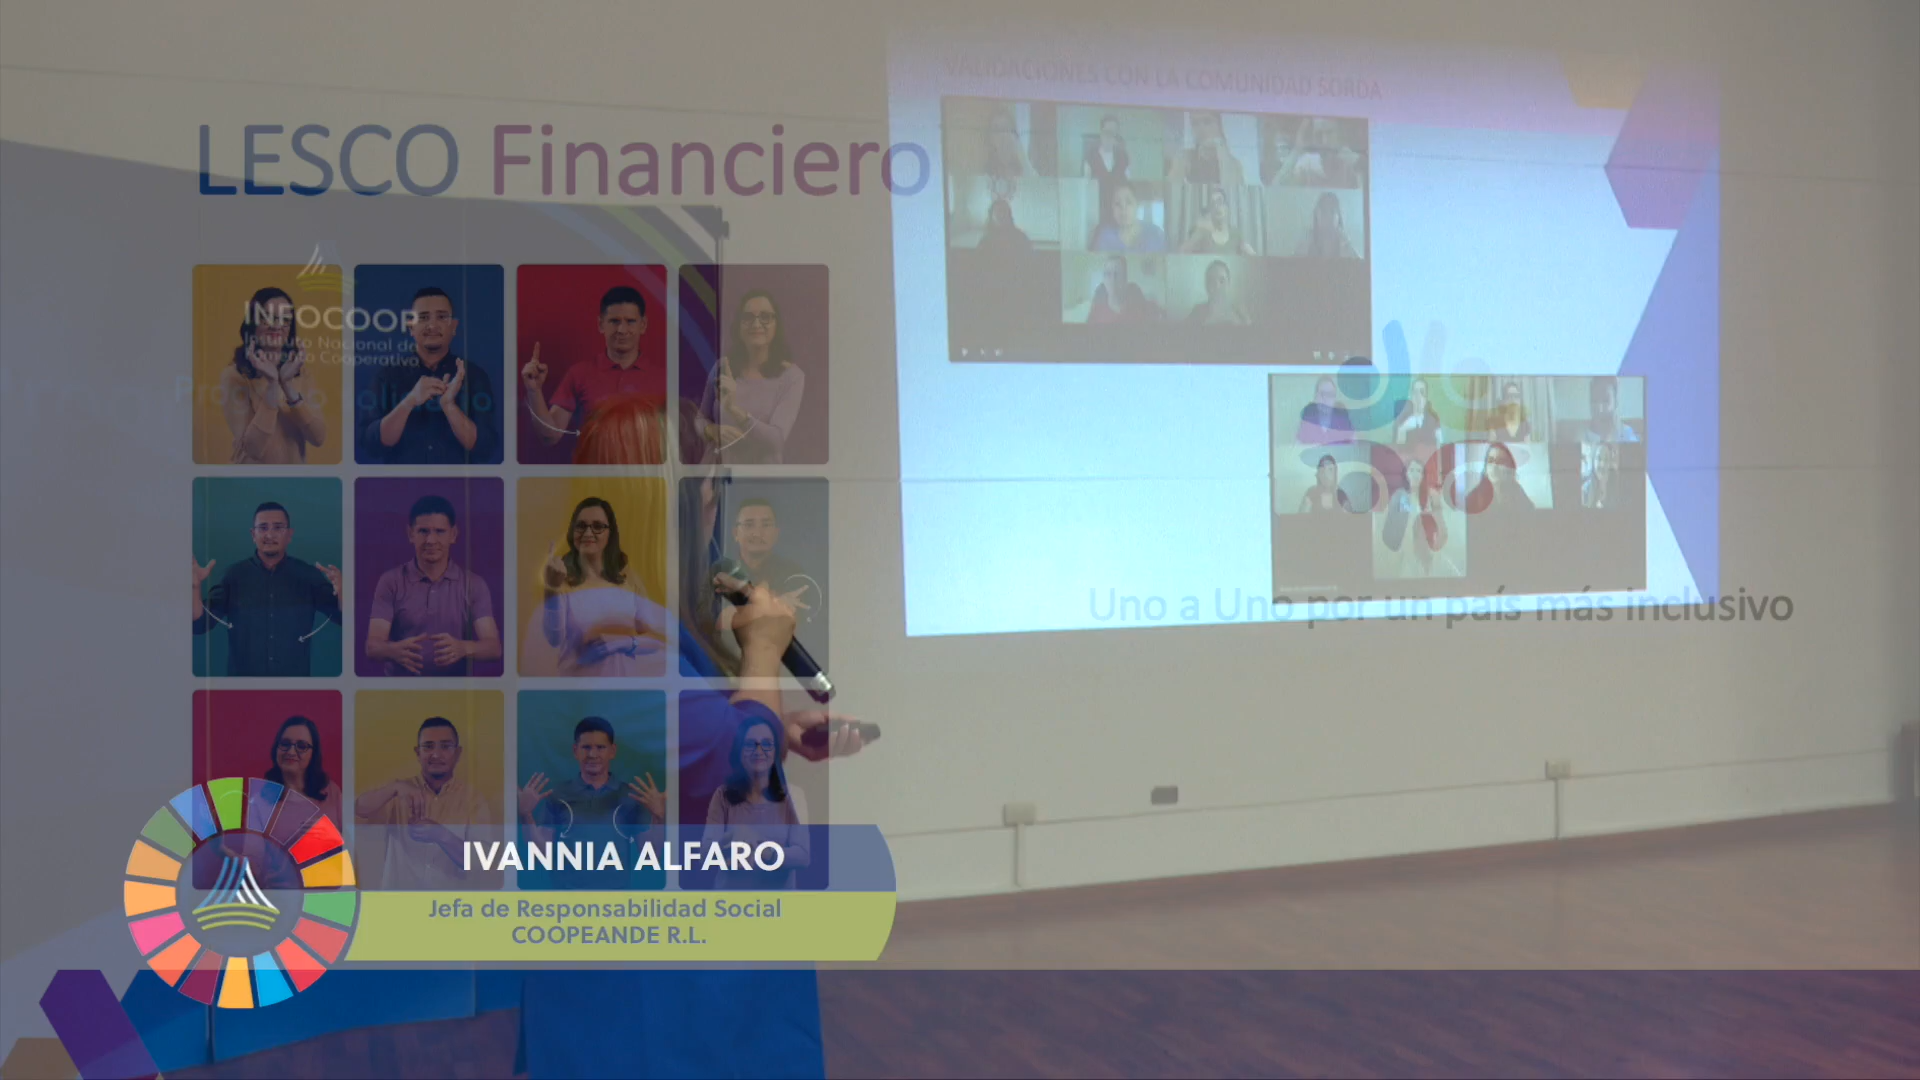 VALIDACIONES CON LA COMUNIDAD SORDA
LESCO Financiero
INFOCOOP
Instituto Nacional de
Fomento Cooperativo
Uno a Uno por un país más inclusivo
IVANNIA ALFARO
Jefa de Responsabilidad Social
COOPEANDE R.L.